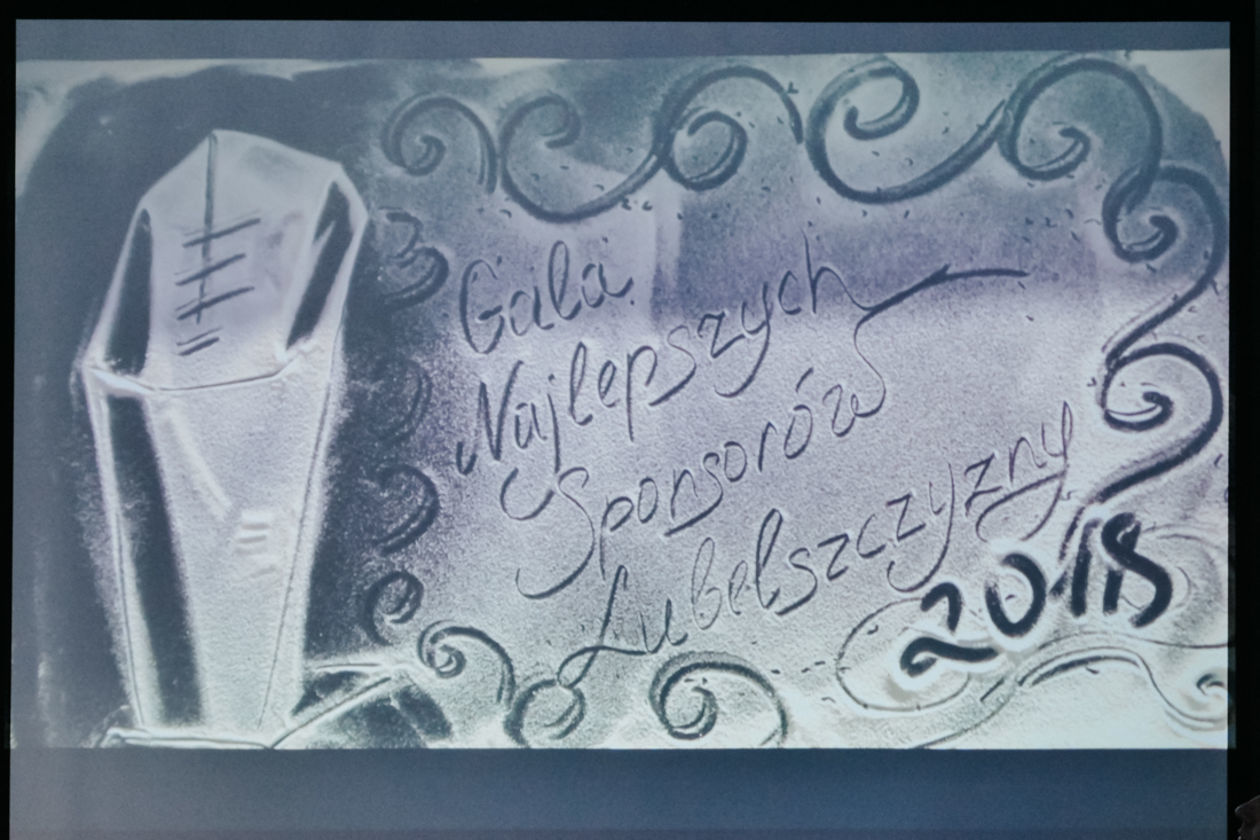 Gala
Najlepszych
Sponsorów
Lubelszczyzny
2018